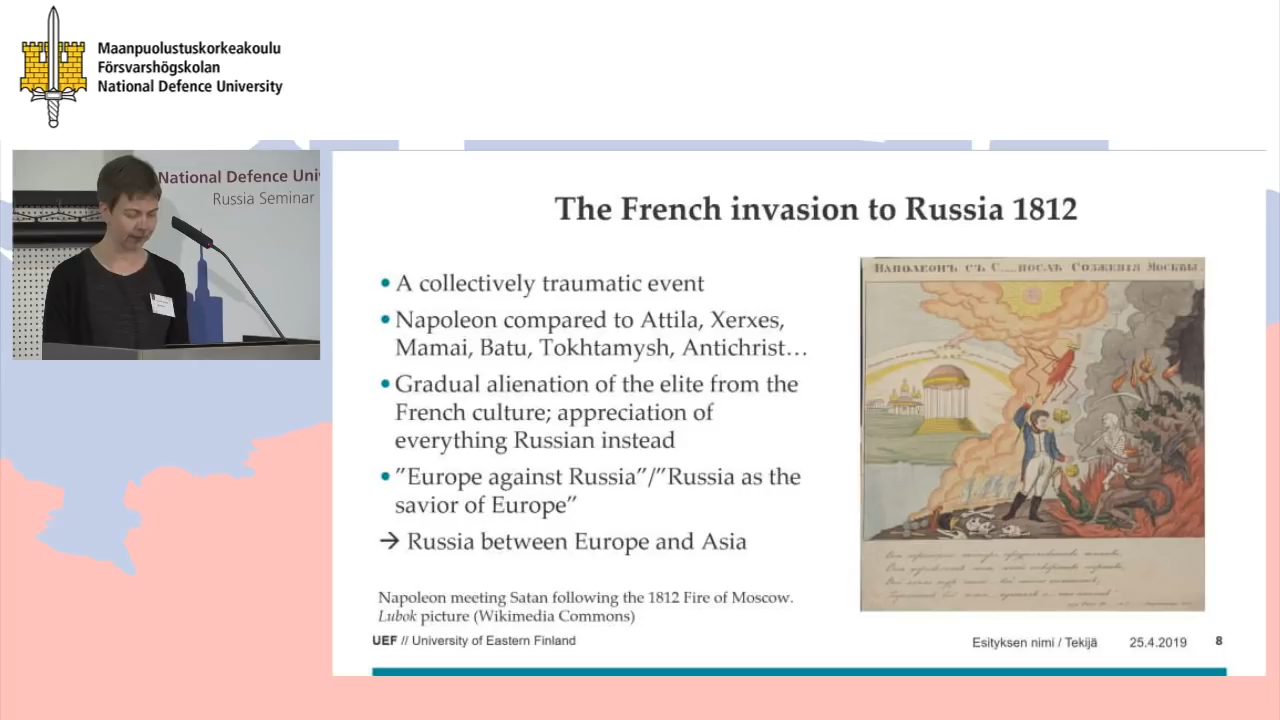 Maanpuolustuskorkeakoulu
Försvarshögskolan
National Defence University
National Defence Uni
Russia Seminar
The French invasion to Russia 1812
• A collectively traumatic event
• Napoleon compared to Attila, Xerxes,
Mamai, Batu, Tokhtamysh, Antichrist…
• Gradual alienation of the elite from the
French culture; appreciation of
everything Russian instead
• ”Europe against Russia”/”Russia as the
savior of Europe”
→ Russia between Europe and Asia
Napoleon meeting Satan following the 1812 Fire of Moscow.
Lubok picture (Wikimedia Commons)
НАПОЛЕОНЪ СЪ С....ПОСЛѢ СОЗЖЕНІЯ МОСКВЫ.
UEF // University of Eastern Finland
Esityksen nimi / Tekijä 25.4.2019 8